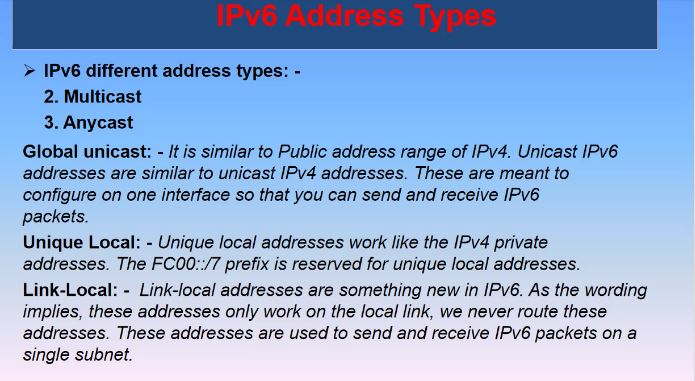 IPv6 Address Types
➢ IPv6 different address types: -
2. Multicast
3. Anycast
Global unicast: - It is similar to Public address range of IPv4. Unicast IPv6
addresses are similar to unicast IPv4 addresses. These are meant to
configure on one interface so that you can send and receive IPv6
packets.
Unique Local: - Unique local addresses work like the IPv4 private
addresses. The FC00::/7 prefix is reserved for unique local addresses.
Link-Local: - Link-local addresses are something new in IPv6. As the wording
implies, these addresses only work on the local link, we never route these
addresses. These addresses are used to send and receive IPv6 packets on a
single subnet.